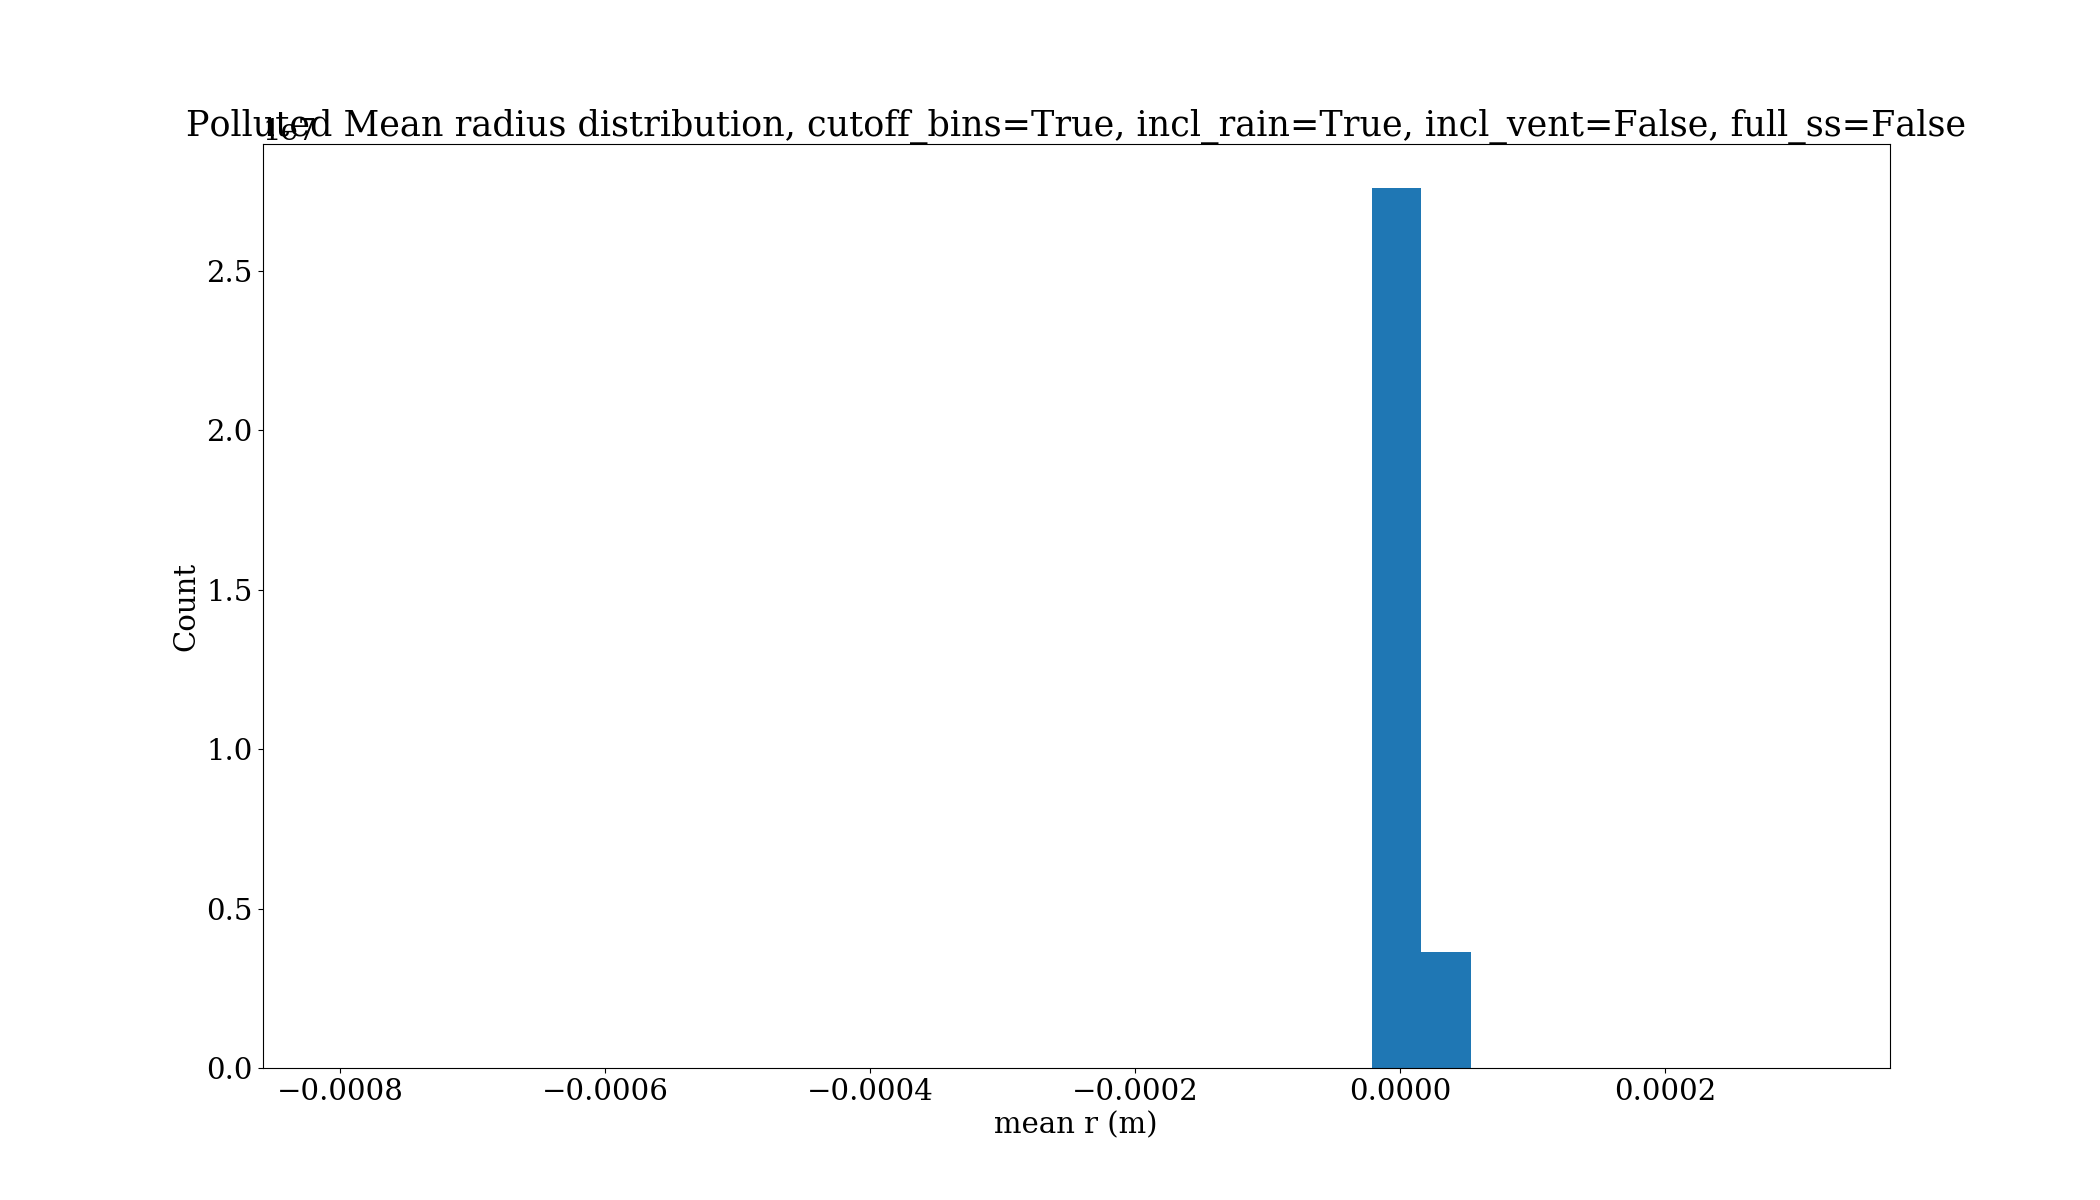 Polluted Mean radius distribution, cutoff_bins=True, incl_rain=True, incl_vent=False, full_ss=False
1e7
2.5
2.0
1.5
1.0
0.5
0.0
Count
−0.0008 −0.0006 −0.0004 −0.0002 0.0000 0.0002
mean r (m)